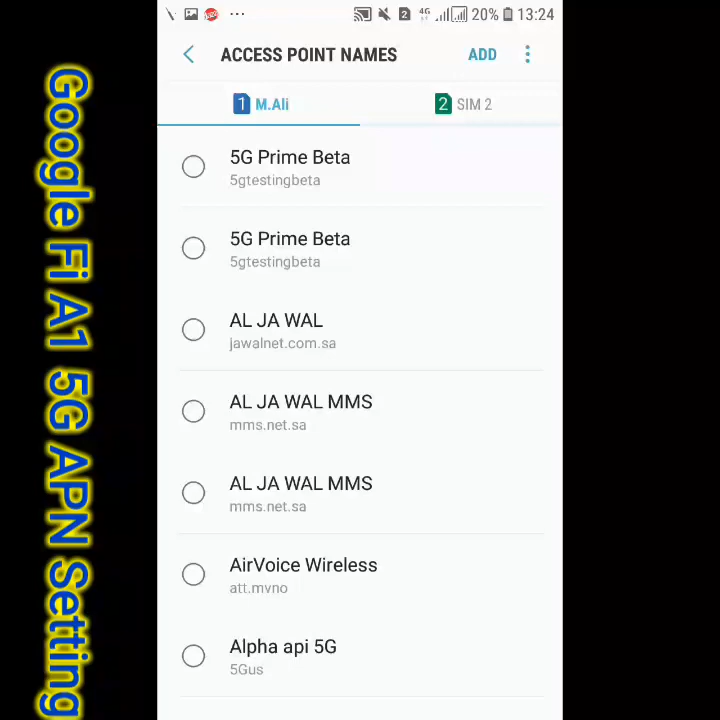 2 4G 20% 13:24
ACCESS POINT NAMES ADD
1 M.Ali 2 SIM 2
5G Prime Beta
5gtestingbeta
5G Prime Beta
5gtestingbeta
AL JA WAL
jawalnet.com.sa
AL JA WAL MMS
mms.net.sa
AL JA WAL MMS
mms.net.sa
AirVoice Wireless
att.mvno
Alpha api 5G
5Gus
Google Fi A1 5G APN Setting